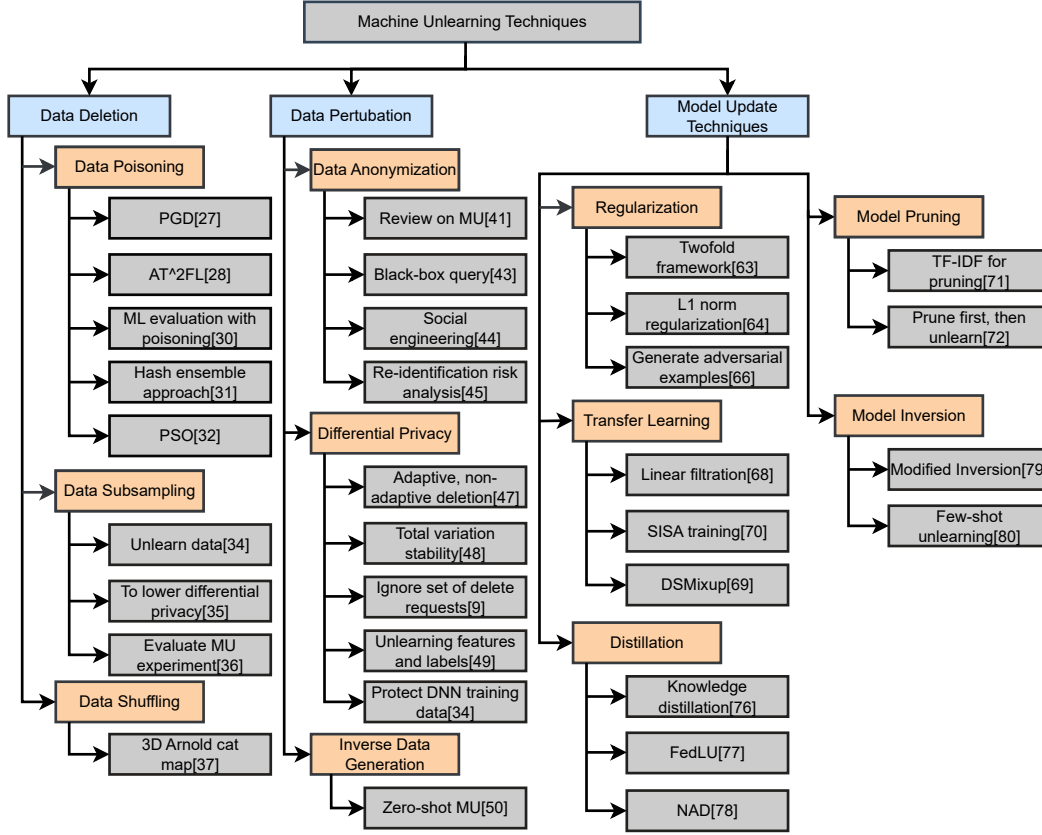 Machine Unlearning Techniques
Data Deletion
Data Poisoning
PGD[27]
AT^2FL[28]
ML evaluation with
poisoning[30]
Hash ensemble
approach[31]
PSO[32]
Data Subsampling
Unlearn data[34]
To lower differential
privacy[35]
Evaluate MU
experiment[36]
Data Shuffling
3D Arnold cat
map[37]
Data Pertubation
Data Anonymization
Review on MU[41]
Black-box query[43]
Social
engineering[44]
Re-identification risk
analysis[45]
Differential Privacy
Adaptive, non-
adaptive deletion[47]
Total variation
stability[48]
Ignore set of delete
requests[9]
Unlearning features
and labels[49]
Protect DNN training
data[34]
Inverse Data
Generation
Zero-shot MU[50]
Model Update
Techniques
Regularization
Twofold
framework[63]
L1 norm
regularization[64]
Generate adversarial
examples[66]
Transfer Learning
Linear filtration[68]
SISA training[70]
DSMixup[69]
Distillation
Knowledge
distillation[76]
FedLU[77]
NAD[78]
Model Pruning
TF-IDF for
pruning[71]
Prune first, then
unlearn[72]
Model Inversion
Modified Inversion[79]
Few-shot
unlearning[80]